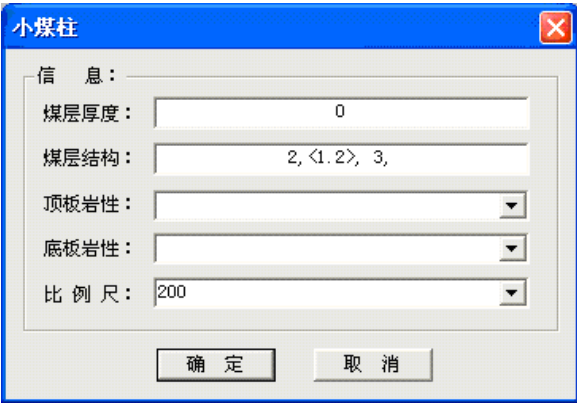 小煤柱
信 息：
煤层厚度： 0
煤层结构： 2,<1.2>, 3,
顶板岩性：
底板岩性：
比 例 尺： 200
确 定 取 消